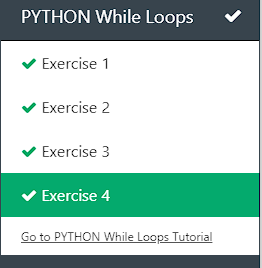 PYTHON While Loops
Exercise 1
Exercise 2
Exercise 3
Exercise 4
Go to PYTHON While Loops Tutorial